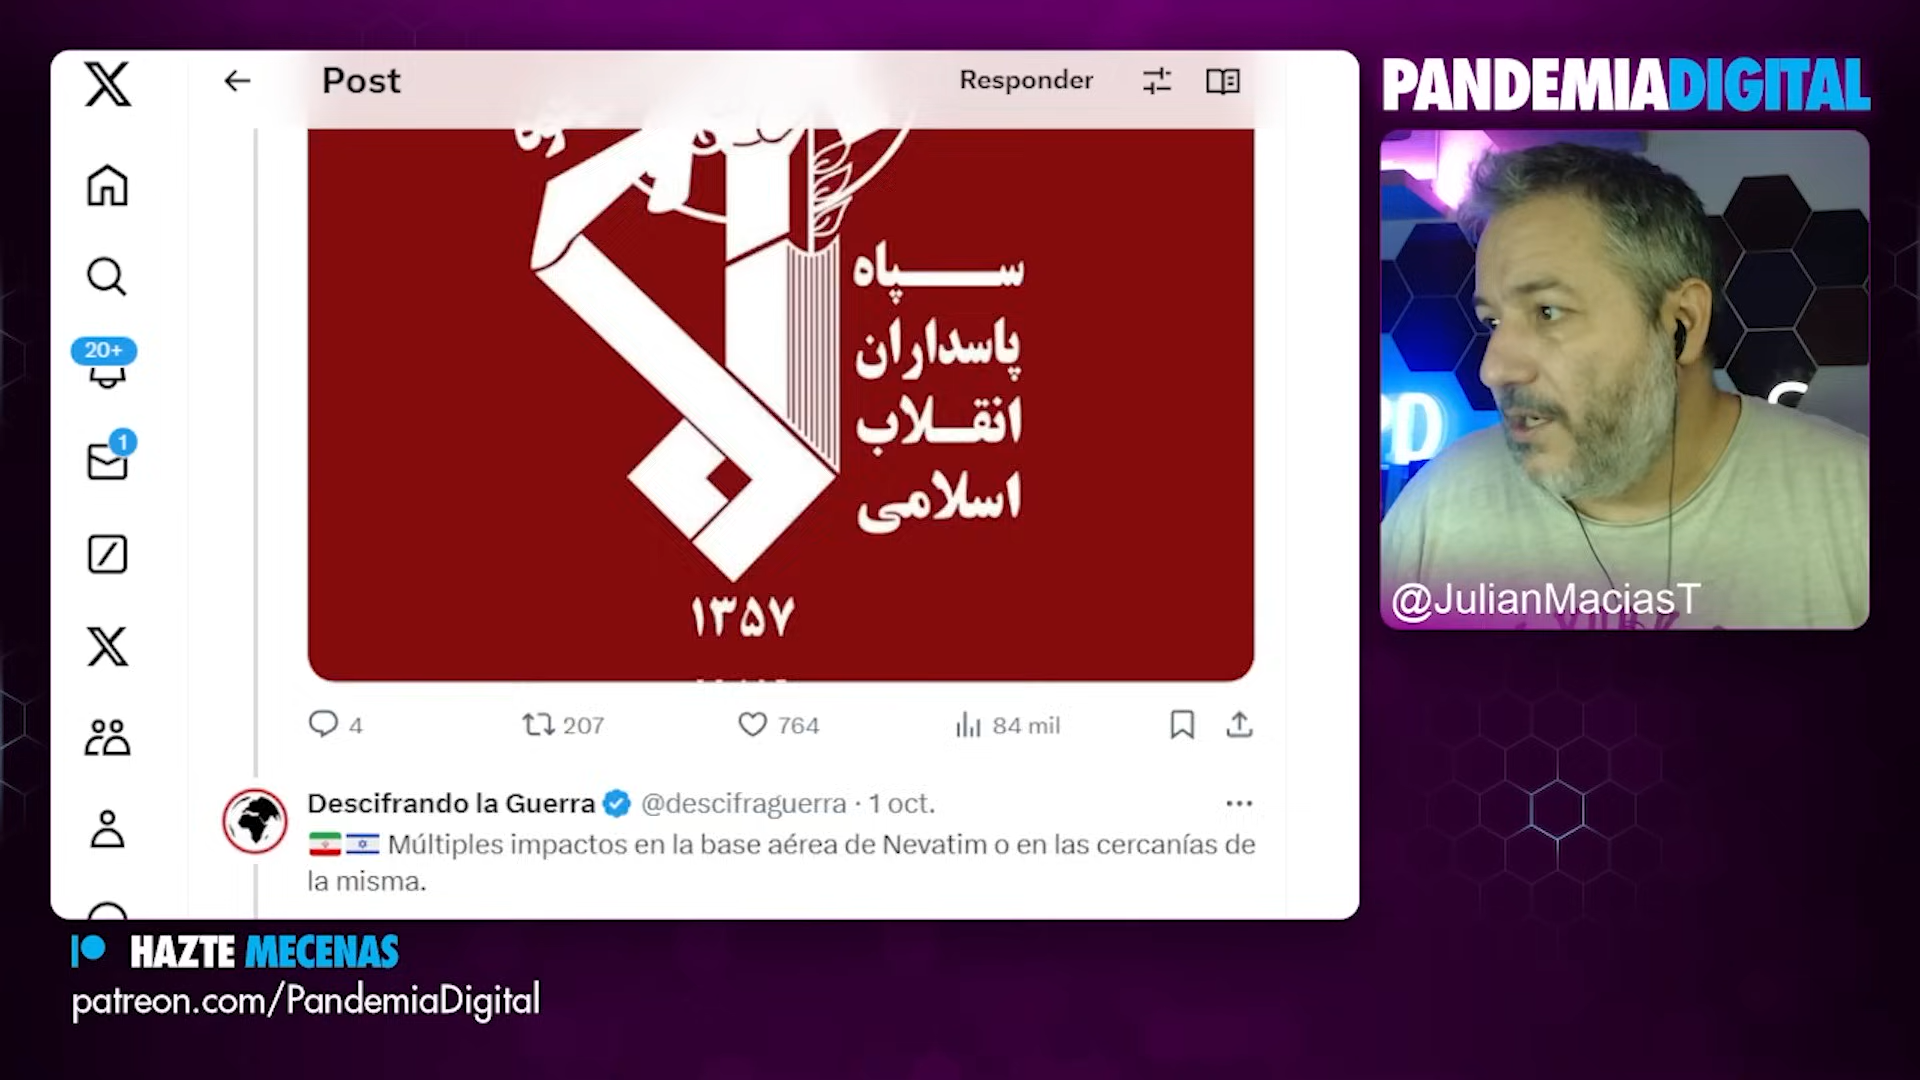 Post
Responder
20+
1
سپاه
پاسداران
انقلاب
اسلامی
۱۳۵۷
4
207
764
84 mil
Descifrando la Guerra @descifraguerra · 1 oct.
Múltiples impactos en la base aérea de Nevatim o en las cercanías de
la misma.
PANDEMIADIGITAL
PD
@JulianMaciasT
HAZTE MECENAS
patreon.com/PandemiaDigital